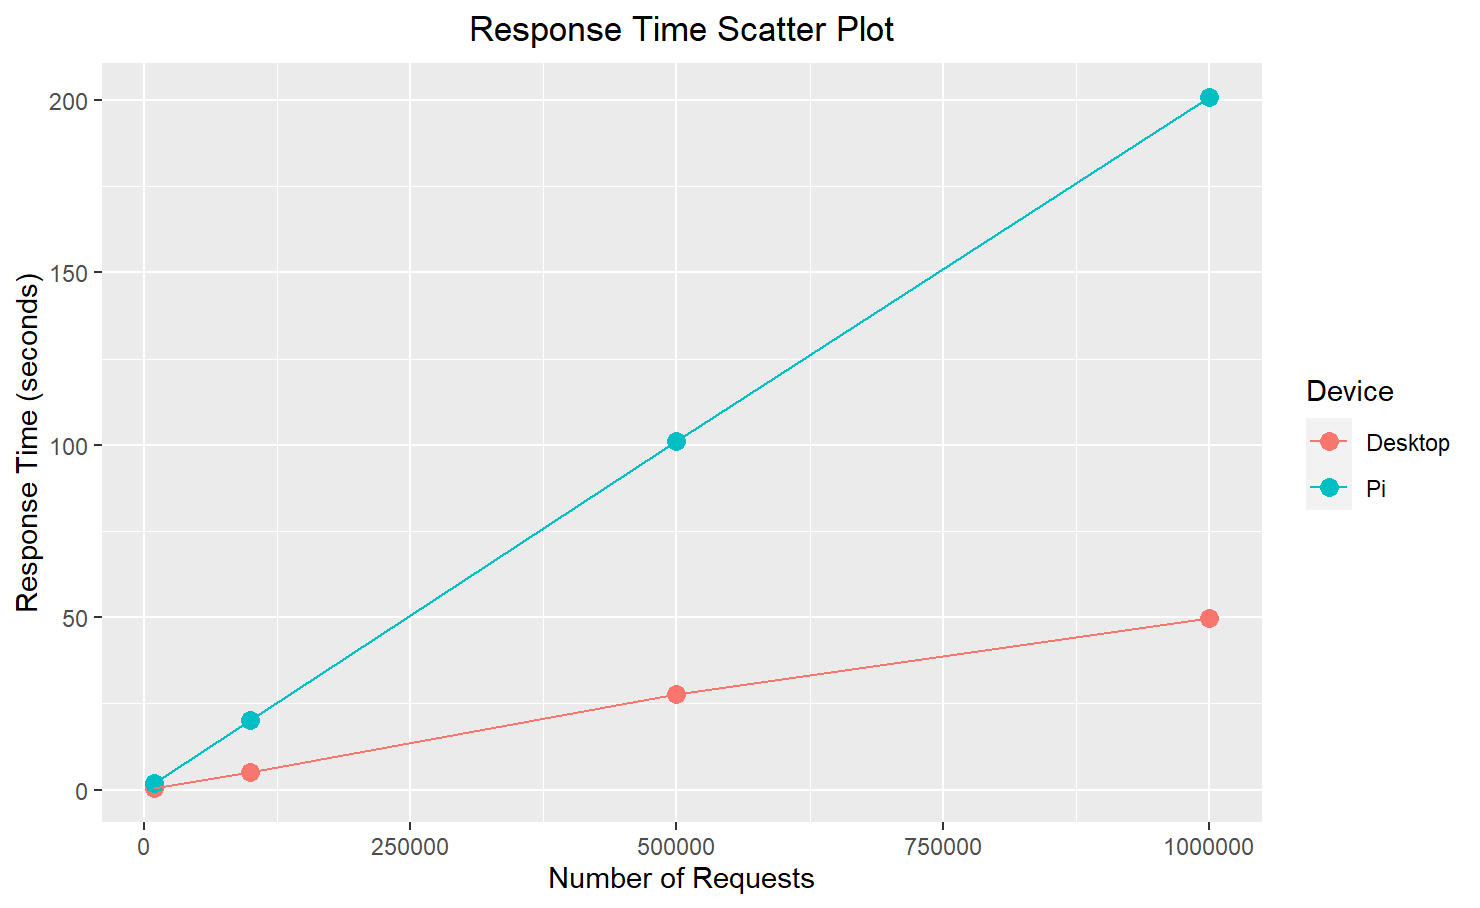 Response Time Scatter Plot
Response Time (seconds)
200
150
100
50
0
0 250000 500000 750000 1000000
Number of Requests
Device
Desktop
Pi